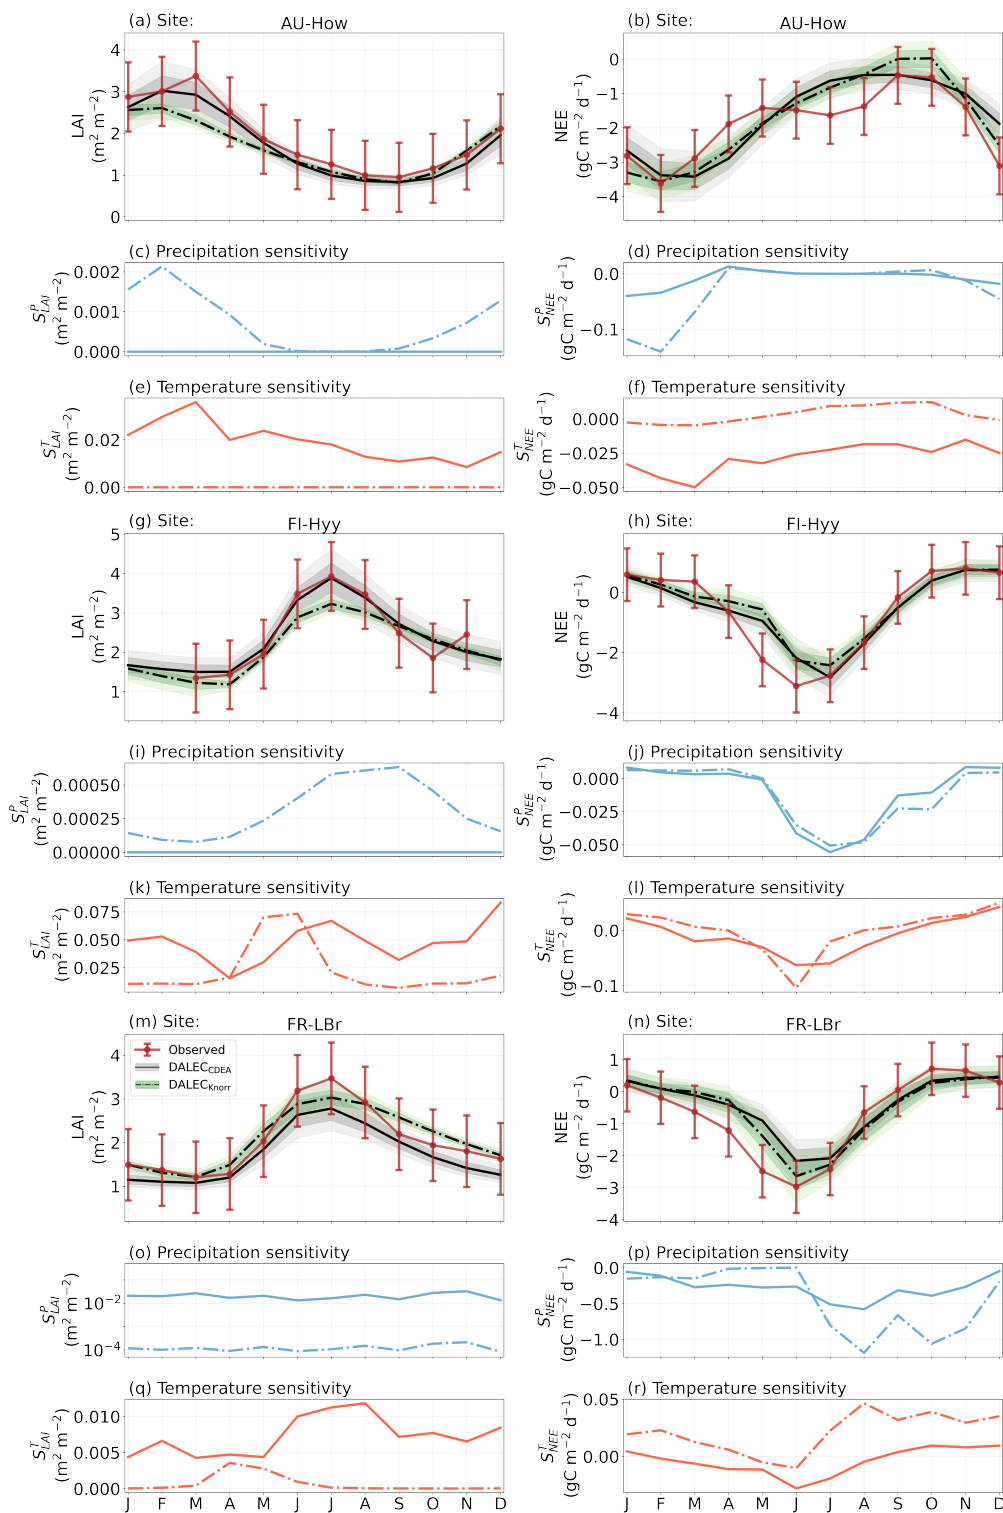 (a) Site: AU-How
4
3
2
1
0
LAI
(m² m⁻²)
(b) Site: AU-How
0
−1
−2
−3
−4
NEE
(gC m⁻² d⁻¹)
(c) Precipitation sensitivity
0.002
0.001
0.000
S^P_LAI
(m² m⁻²)
(d) Precipitation sensitivity
0.0
−0.1
S^P_NEE
(gC m⁻² d⁻¹)
(e) Temperature sensitivity
0.02
0.00
S^T_LAI
(m² m⁻²)
(f) Temperature sensitivity
0.000
−0.025
−0.050
S^T_NEE
(gC m⁻² d⁻¹)
(g) Site: FI-Hyy
5
4
3
2
1
LAI
(m² m⁻²)
(h) Site: FI-Hyy
0
−2
−4
NEE
(gC m⁻² d⁻¹)
(i) Precipitation sensitivity
0.00050
0.00025
0.00000
S^P_LAI
(m² m⁻²)
(j) Precipitation sensitivity
0.000
−0.025
−0.050
S^P_NEE
(gC m⁻² d⁻¹)
(k) Temperature sensitivity
0.075
0.050
0.025
S^T_LAI
(m² m⁻²)
(l) Temperature sensitivity
0.0
−0.1
S^T_NEE
(gC m⁻² d⁻¹)
(m) Site: FR-LBr
4
3
2
1
LAI
(m² m⁻²)
Observed
DALEC_CDEA
DALEC_Knorr
(n) Site: FR-LBr
1
0
−1
−2
−3
−4
NEE
(gC m⁻² d⁻¹)
(o) Precipitation sensitivity
10⁻²
10⁻⁴
S^P_LAI
(m² m⁻²)
(p) Precipitation sensitivity
0.0
−0.5
−1.0
S^P_NEE
(gC m⁻² d⁻¹)
(q) Temperature sensitivity
0.010
0.005
0.000
S^T_LAI
(m² m⁻²)
J F M A M J J A S O N D
(r) Temperature sensitivity
0.05
0.00
S^T_NEE
(gC m⁻² d⁻¹)
J F M A M J J A S O N D